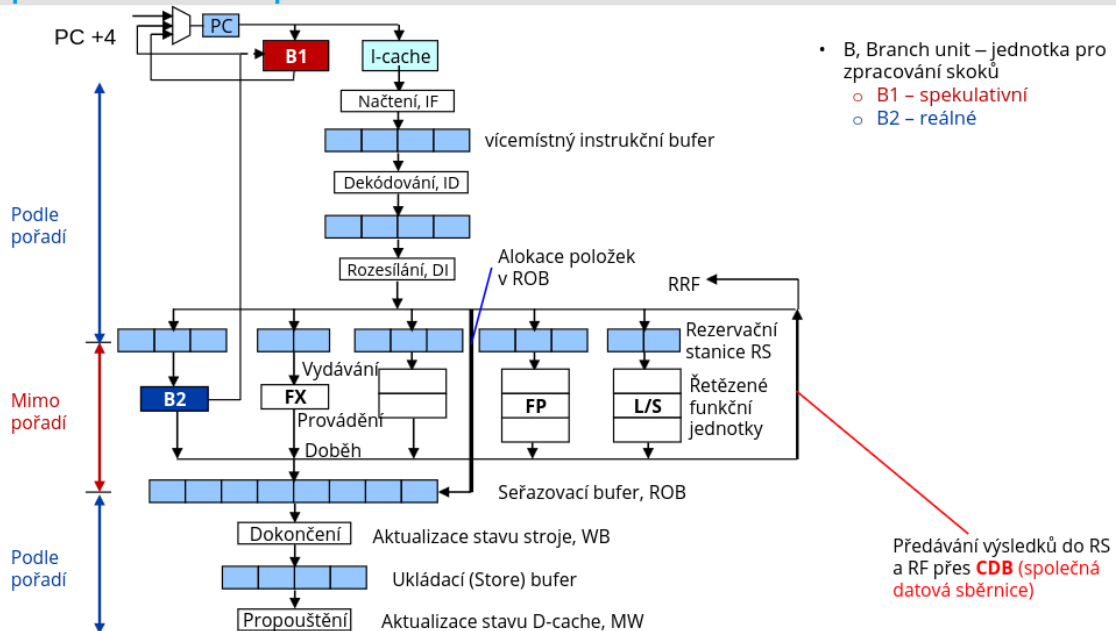 PC +4
PC
B1
I-cache
• B, Branch unit – jednotka pro
zpracování skoků
o B1 – spekulativní
o B2 – reálné
Načtení, IF
vícemístný instrukční bufer
Dekódování, ID
Podle
pořadí
Rozesílání, DI
Alokace položek
v ROB
RRF
Rezervační
stanice RS
Vydávání
Mimo
pořadí
B2
FX
Provádění
FP
L/S
Řetězené
funkční
jednotky
Doběh
Seřazovací bufer, ROB
Dokončení
Aktualizace stavu stroje, WB
Podle
pořadí
Ukládací (Store) bufer
Propouštění
Aktualizace stavu D-cache, MW
Předávání výsledků do RS
a RF přes CDB (společná
datová sběrnice)